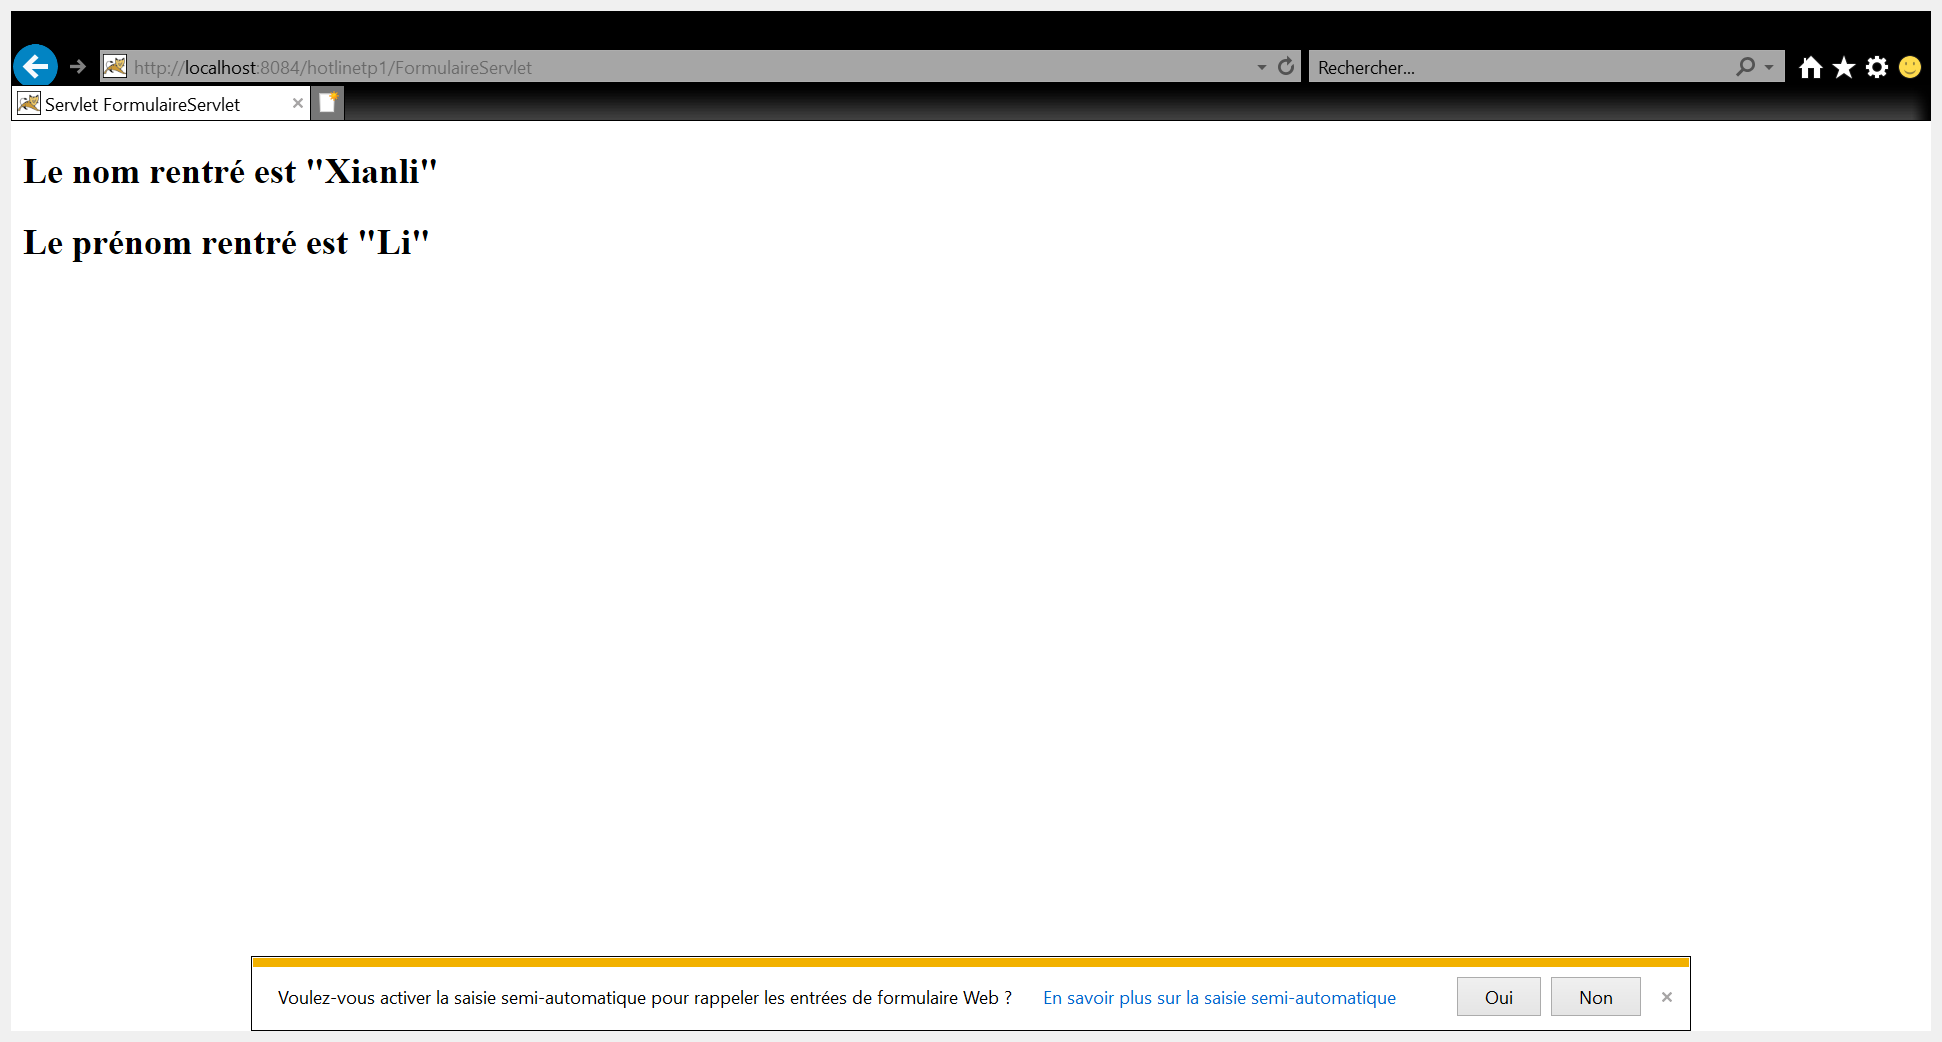 http://localhost:8084/hotlinetp1/FormulaireServlet
Rechercher...
Servlet FormulaireServlet
Le nom rentré est "Xianli"
Le prénom rentré est "Li"
Voulez-vous activer la saisie semi-automatique pour rappeler les entrées de formulaire Web ? En savoir plus sur la saisie semi-automatique Oui Non